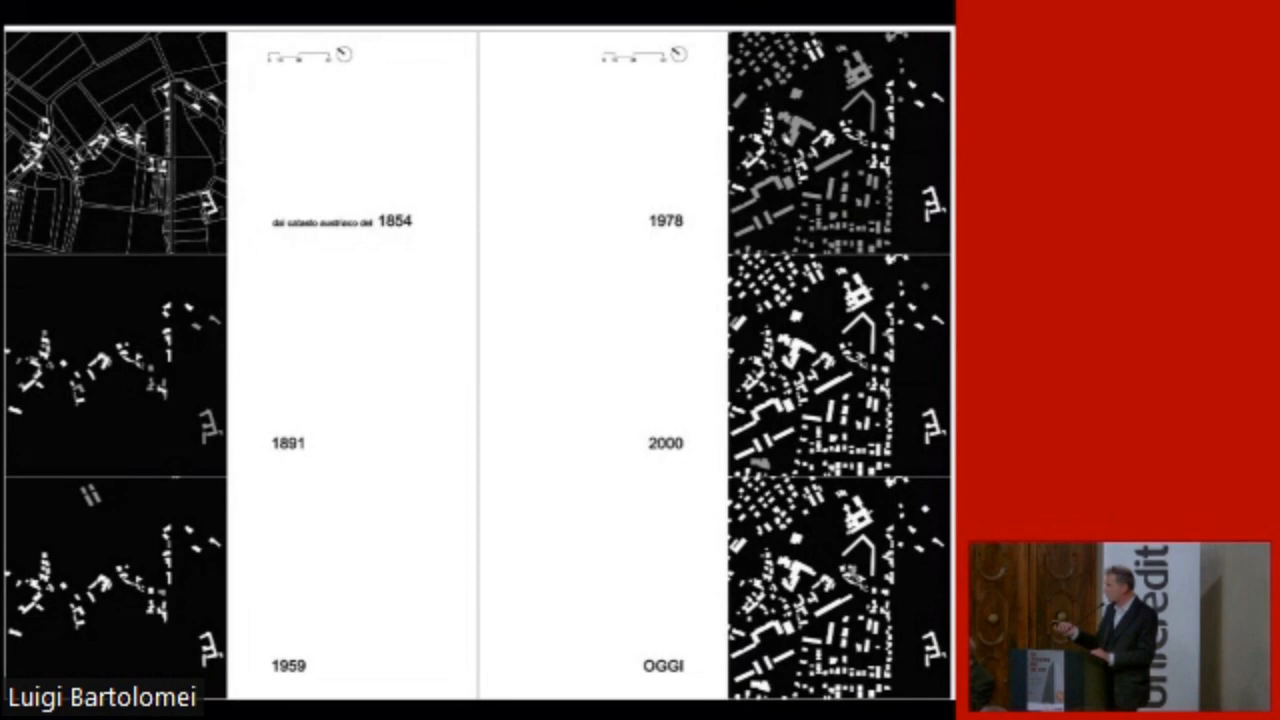 dal catasto austriaco del 1854
1978
1891
2000
1959
OGGI
Luigi Bartolomei
unicredit